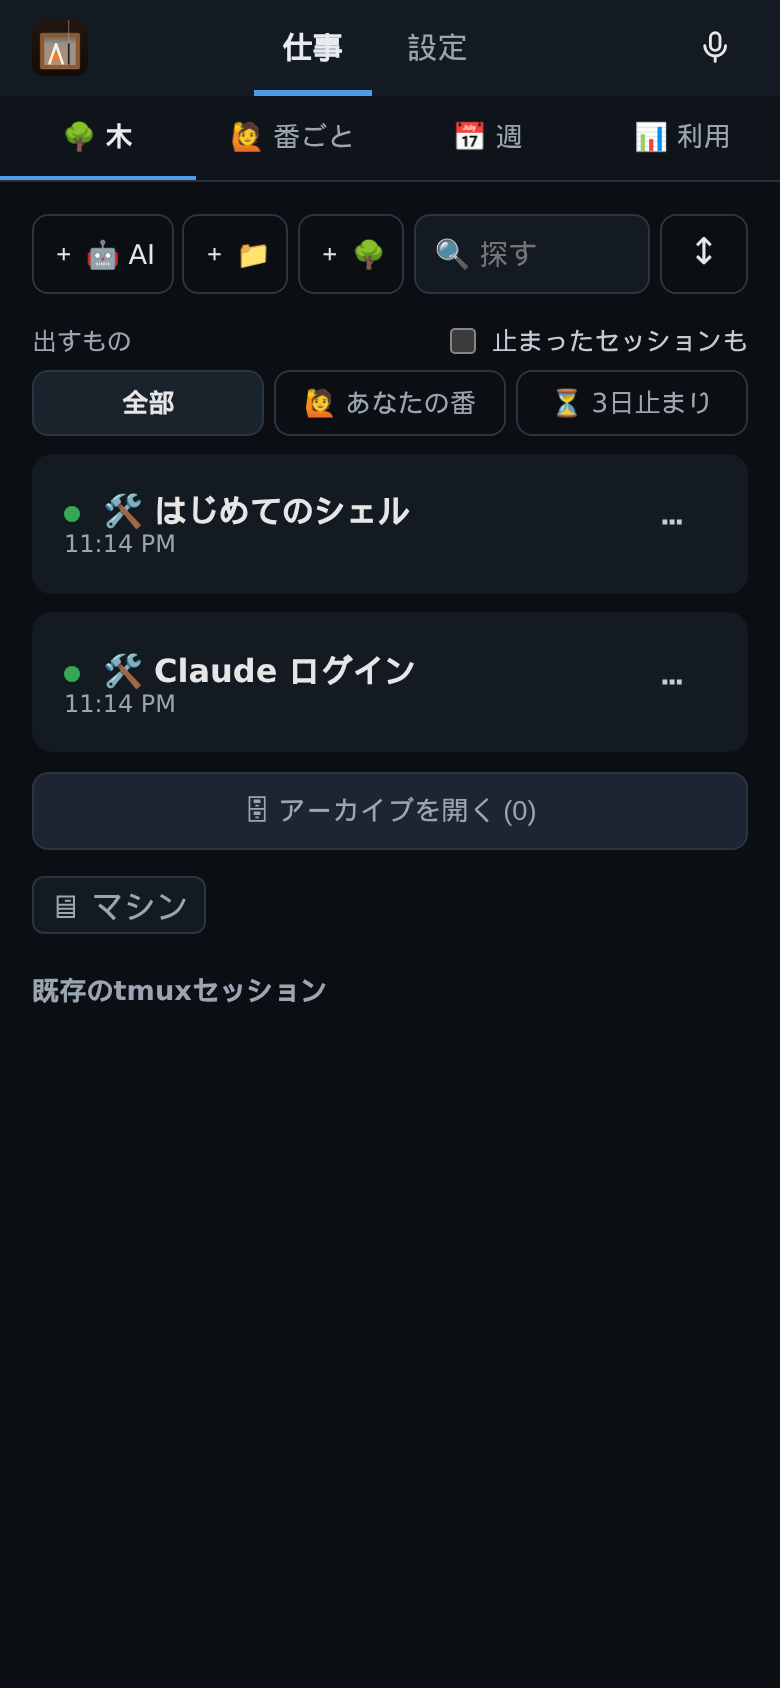 仕事 設定
🌳 木 🙋 番ごと 📅 週 📊 利用
+ 🤖 AI + 📁 + 🌳 🔍 探す ↕
出すもの 止まったセッションも
全部 🙋 あなたの番 ⏳ 3日止まり
🛠️ はじめてのシェル …
11:14 PM
🛠️ Claude ログイン …
11:14 PM
🗄 アーカイブを開く (0)
🖥 マシン
既存のtmuxセッション